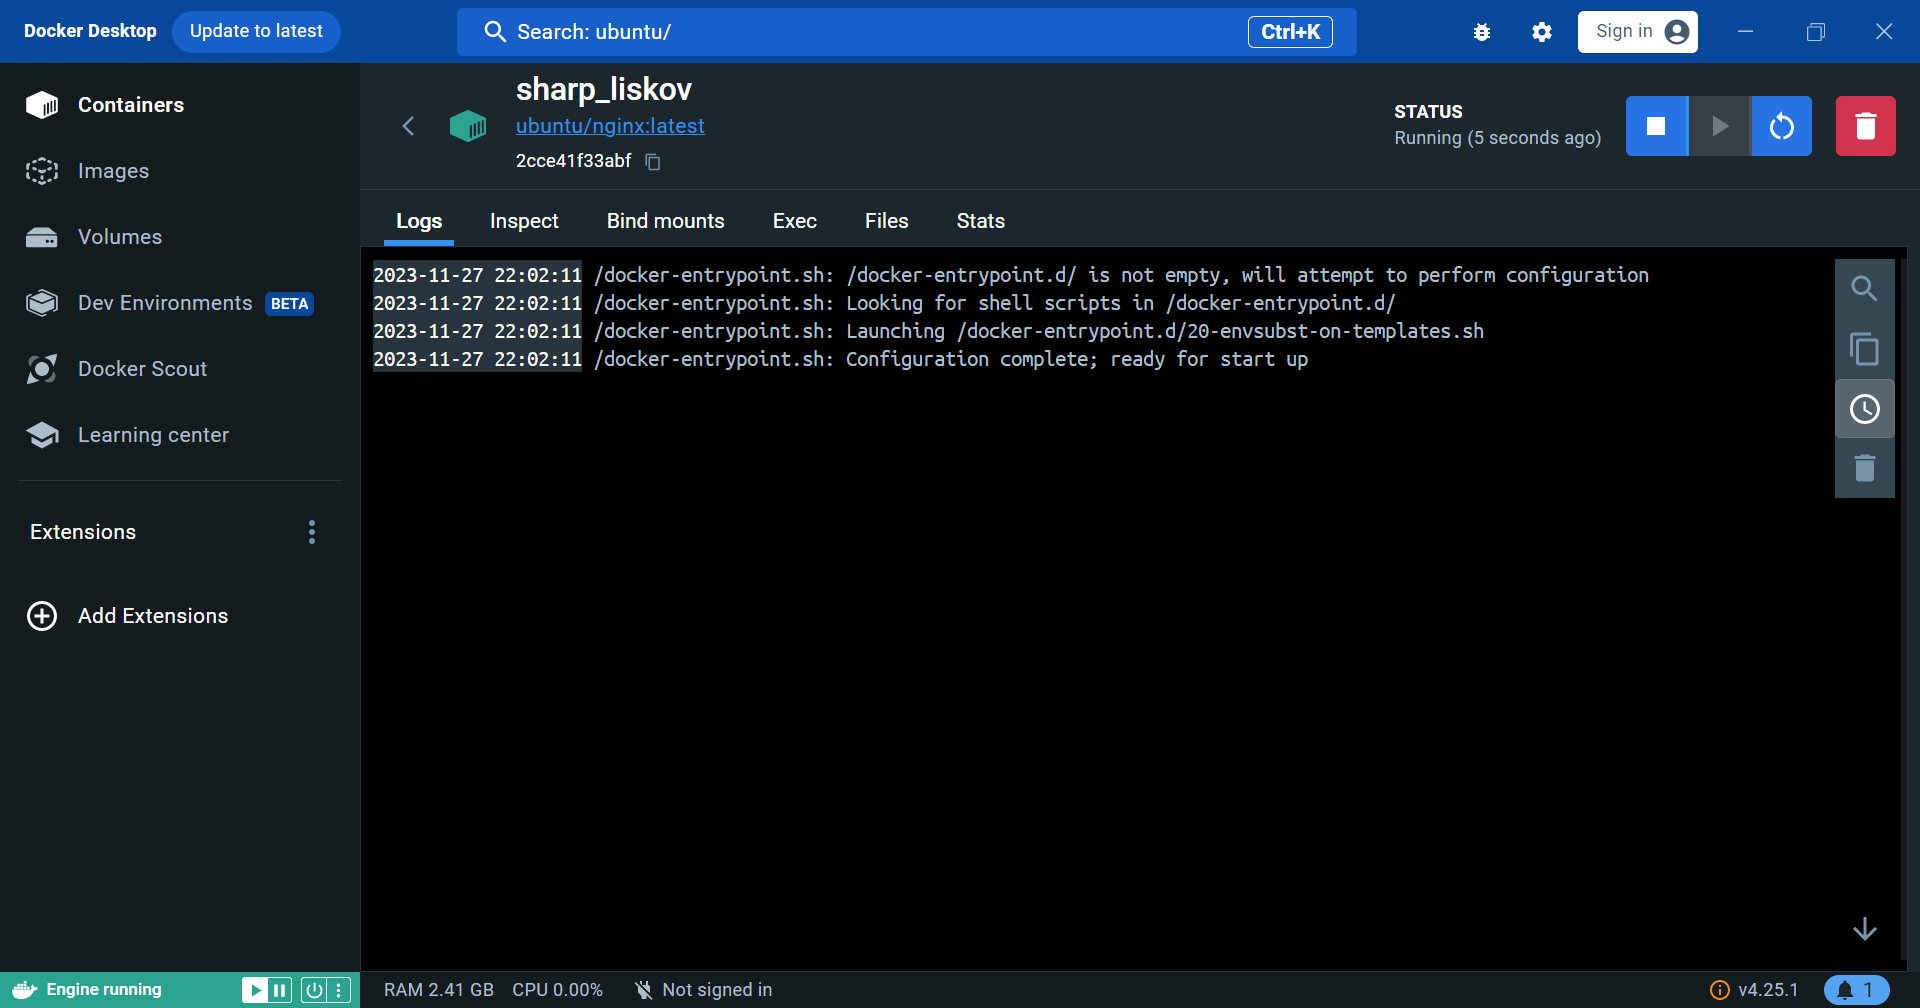 Docker Desktop
Update to latest
Search: ubuntu/
Ctrl+K
Sign in
Containers
Images
Volumes
Dev Environments BETA
Docker Scout
Learning center
Extensions
Add Extensions
sharp_liskov
ubuntu/nginx:latest
2cce41f33abf
STATUS
Running (5 seconds ago)
Logs Inspect Bind mounts Exec Files Stats
2023-11-27 22:02:11 /docker-entrypoint.sh: /docker-entrypoint.d/ is not empty, will attempt to perform configuration
2023-11-27 22:02:11 /docker-entrypoint.sh: Looking for shell scripts in /docker-entrypoint.d/
2023-11-27 22:02:11 /docker-entrypoint.sh: Launching /docker-entrypoint.d/20-envsubst-on-templates.sh
2023-11-27 22:02:11 /docker-entrypoint.sh: Configuration complete; ready for start up
Engine running
RAM 2.41 GB CPU 0.00% Not signed in
v4.25.1
1